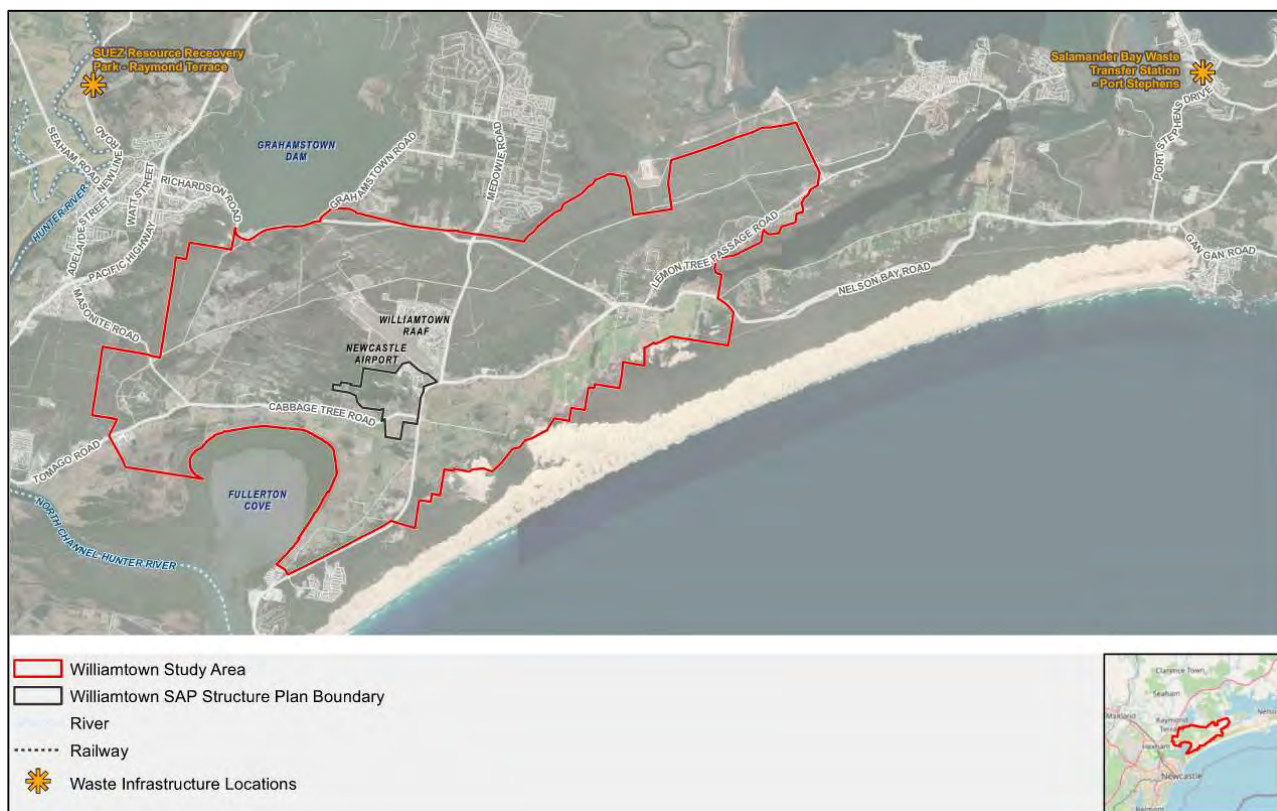 SUEZ Resource Receovery
Park - Raymond Terrace
Salamander Bay Waste
Transfer Station
- Port Stephens
SEAHAM ROAD
NEWLINE
ROAD
WATT STREET
ADELAIDE STREET
RICHARDSON ROAD
HUNTER-RIVER
PACIFIC HIGHWAY
MASONITE ROAD
GRAHAMSTOWN
DAM
GRAHAMSTOWN ROAD
MEDOWIE ROAD
PORT STEPHENS DRIVE
GAN GAN ROAD
LEMON TREE PASSAGE ROAD
NELSON BAY ROAD
WILLIAMTOWN
RAAF
NEWCASTLE
AIRPORT
CABBAGE TREE ROAD
TOMAGO ROAD
FULLERTON
COVE
NORTH CHANNEL-HUNTER-RIVER
Williamtown Study Area
Williamtown SAP Structure Plan Boundary
River
Railway
Waste Infrastructure Locations
Clarence Town
Seaham
Maitland
Raymond
Hexham
Newcastle